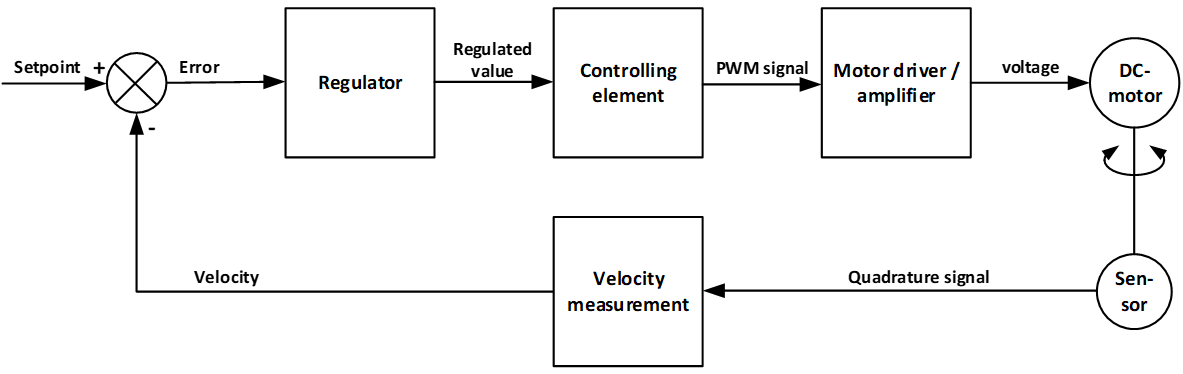 Setpoint
+
-
Error
Regulator
Regulated
value
Controlling
element
PWM signal
Motor driver /
amplifier
voltage
DC-
motor
Velocity
Velocity
measurement
Quadrature signal
Sen-
sor